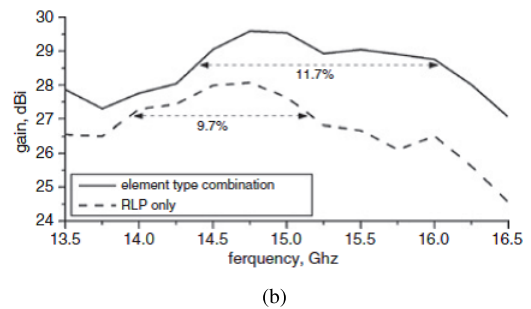 30
29
28
27
26
25
24
gain, dBi
11.7%
9.7%
element type combination
RLP only
13.5 14.0 14.5 15.0 15.5 16.0 16.5
ferquency, Ghz
(b)